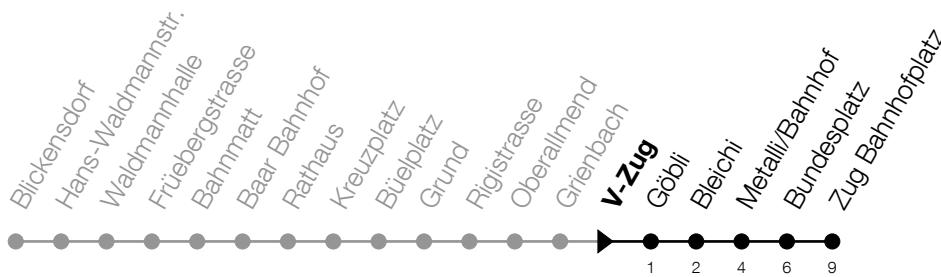 Blickensdorf
Hans-Waldmannstr.
Waldmannhalle
Früebergstrasse
Bahnmatt
Baar Bahnhof
Rathaus
Kreuzplatz
Büelplatz
Grund
Rigistrasse
Oberallmend
Grienbach
V-Zug
Göbli
Bleichi
Metalli/Bahnhof
Bundesplatz
Zug Bahnhofplatz
1 2 4 6 9